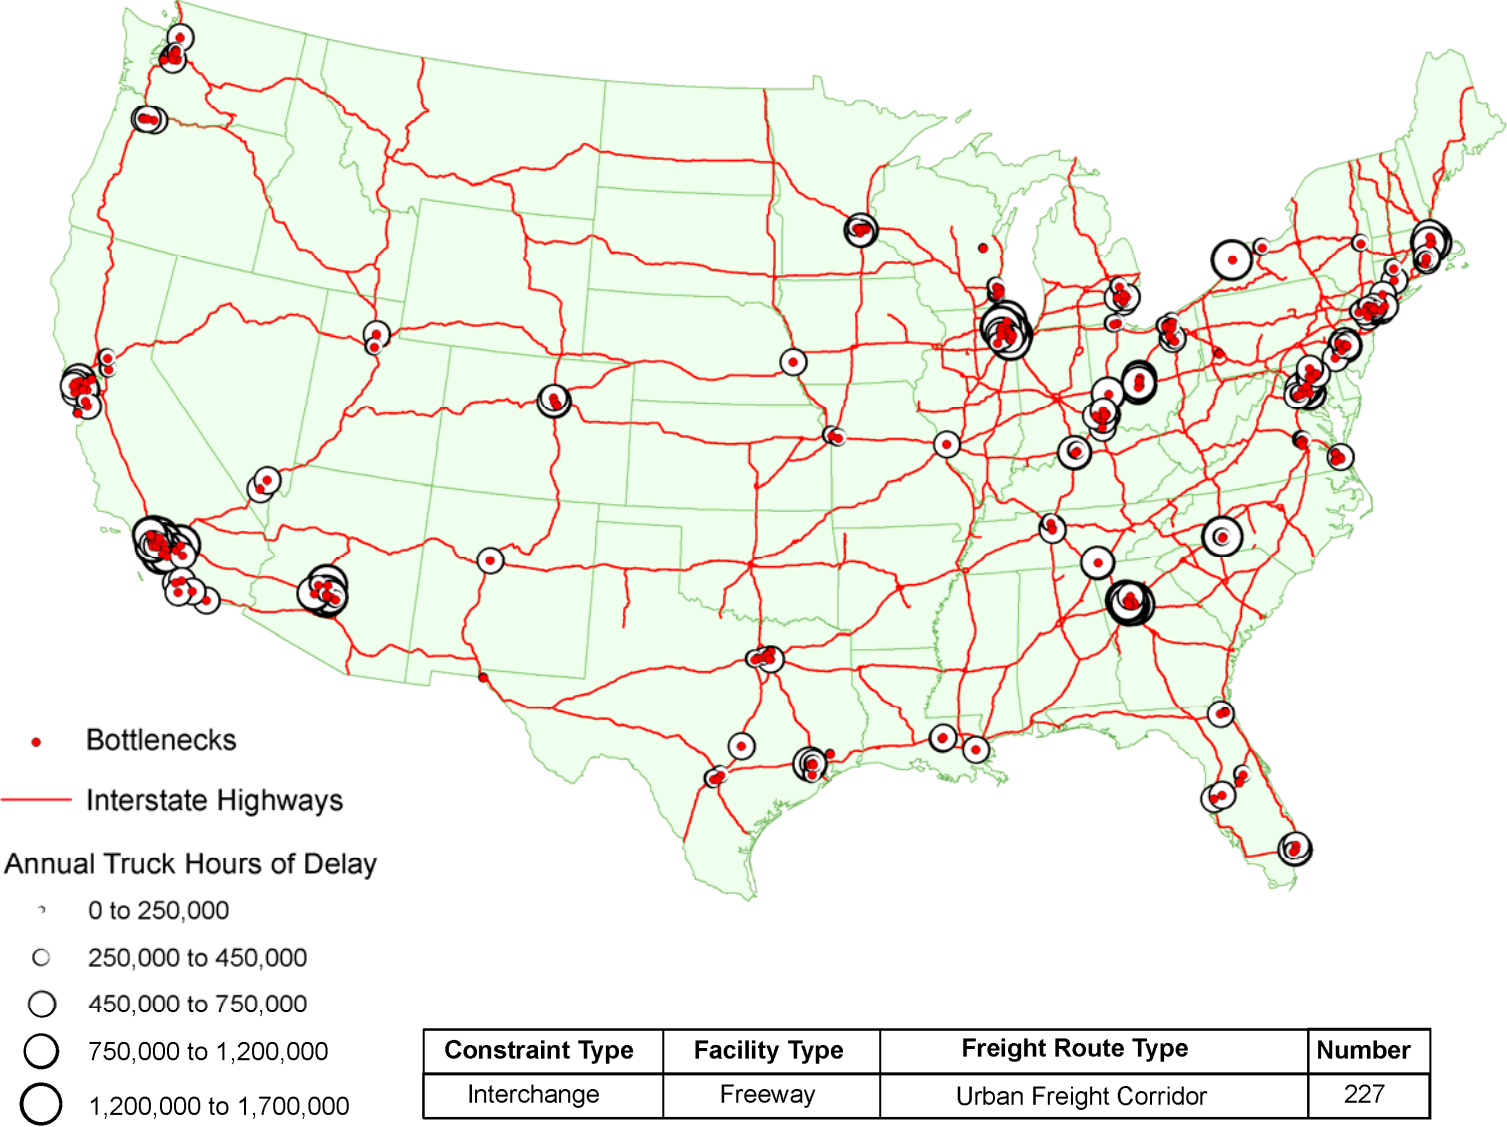 Bottlenecks
Interstate Highways
Annual Truck Hours of Delay
0 to 250,000
250,000 to 450,000
450,000 to 750,000
750,000 to 1,200,000
1,200,000 to 1,700,000
Constraint Type Facility Type Freight Route Type Number
Interchange Freeway Urban Freight Corridor 227